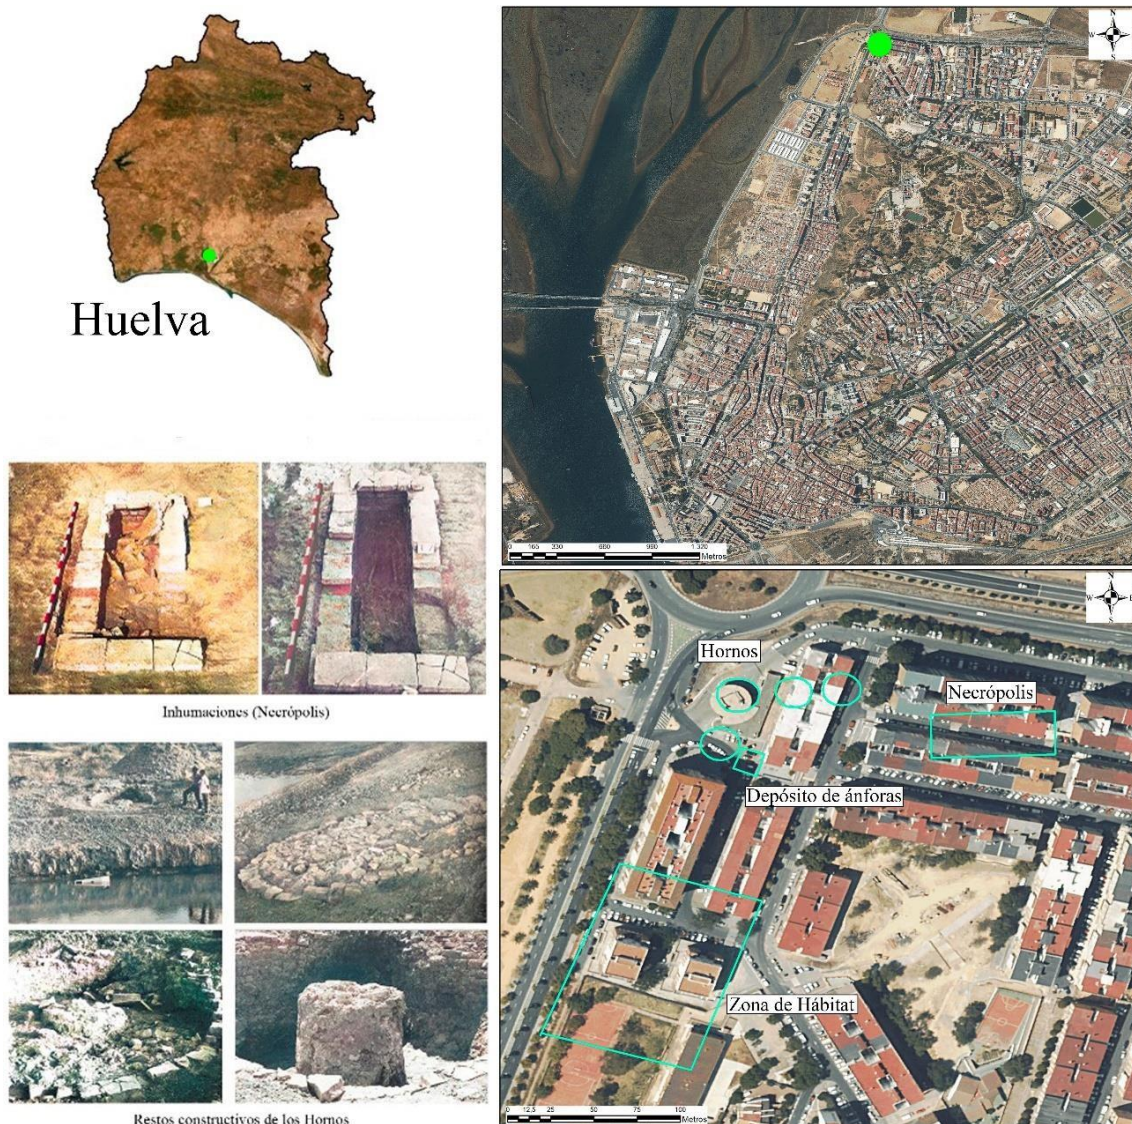 Huelva
N
W
S
0 165 330 660 990 1.320
Metros
Inhumaciones (Necrópolis)
Restos constructivos de los Hornos
N
W E
S
Hornos
Necrópolis
Depósito de ánforas
Zona de Hábitat
0 12,5 25 50 75 100
Metros